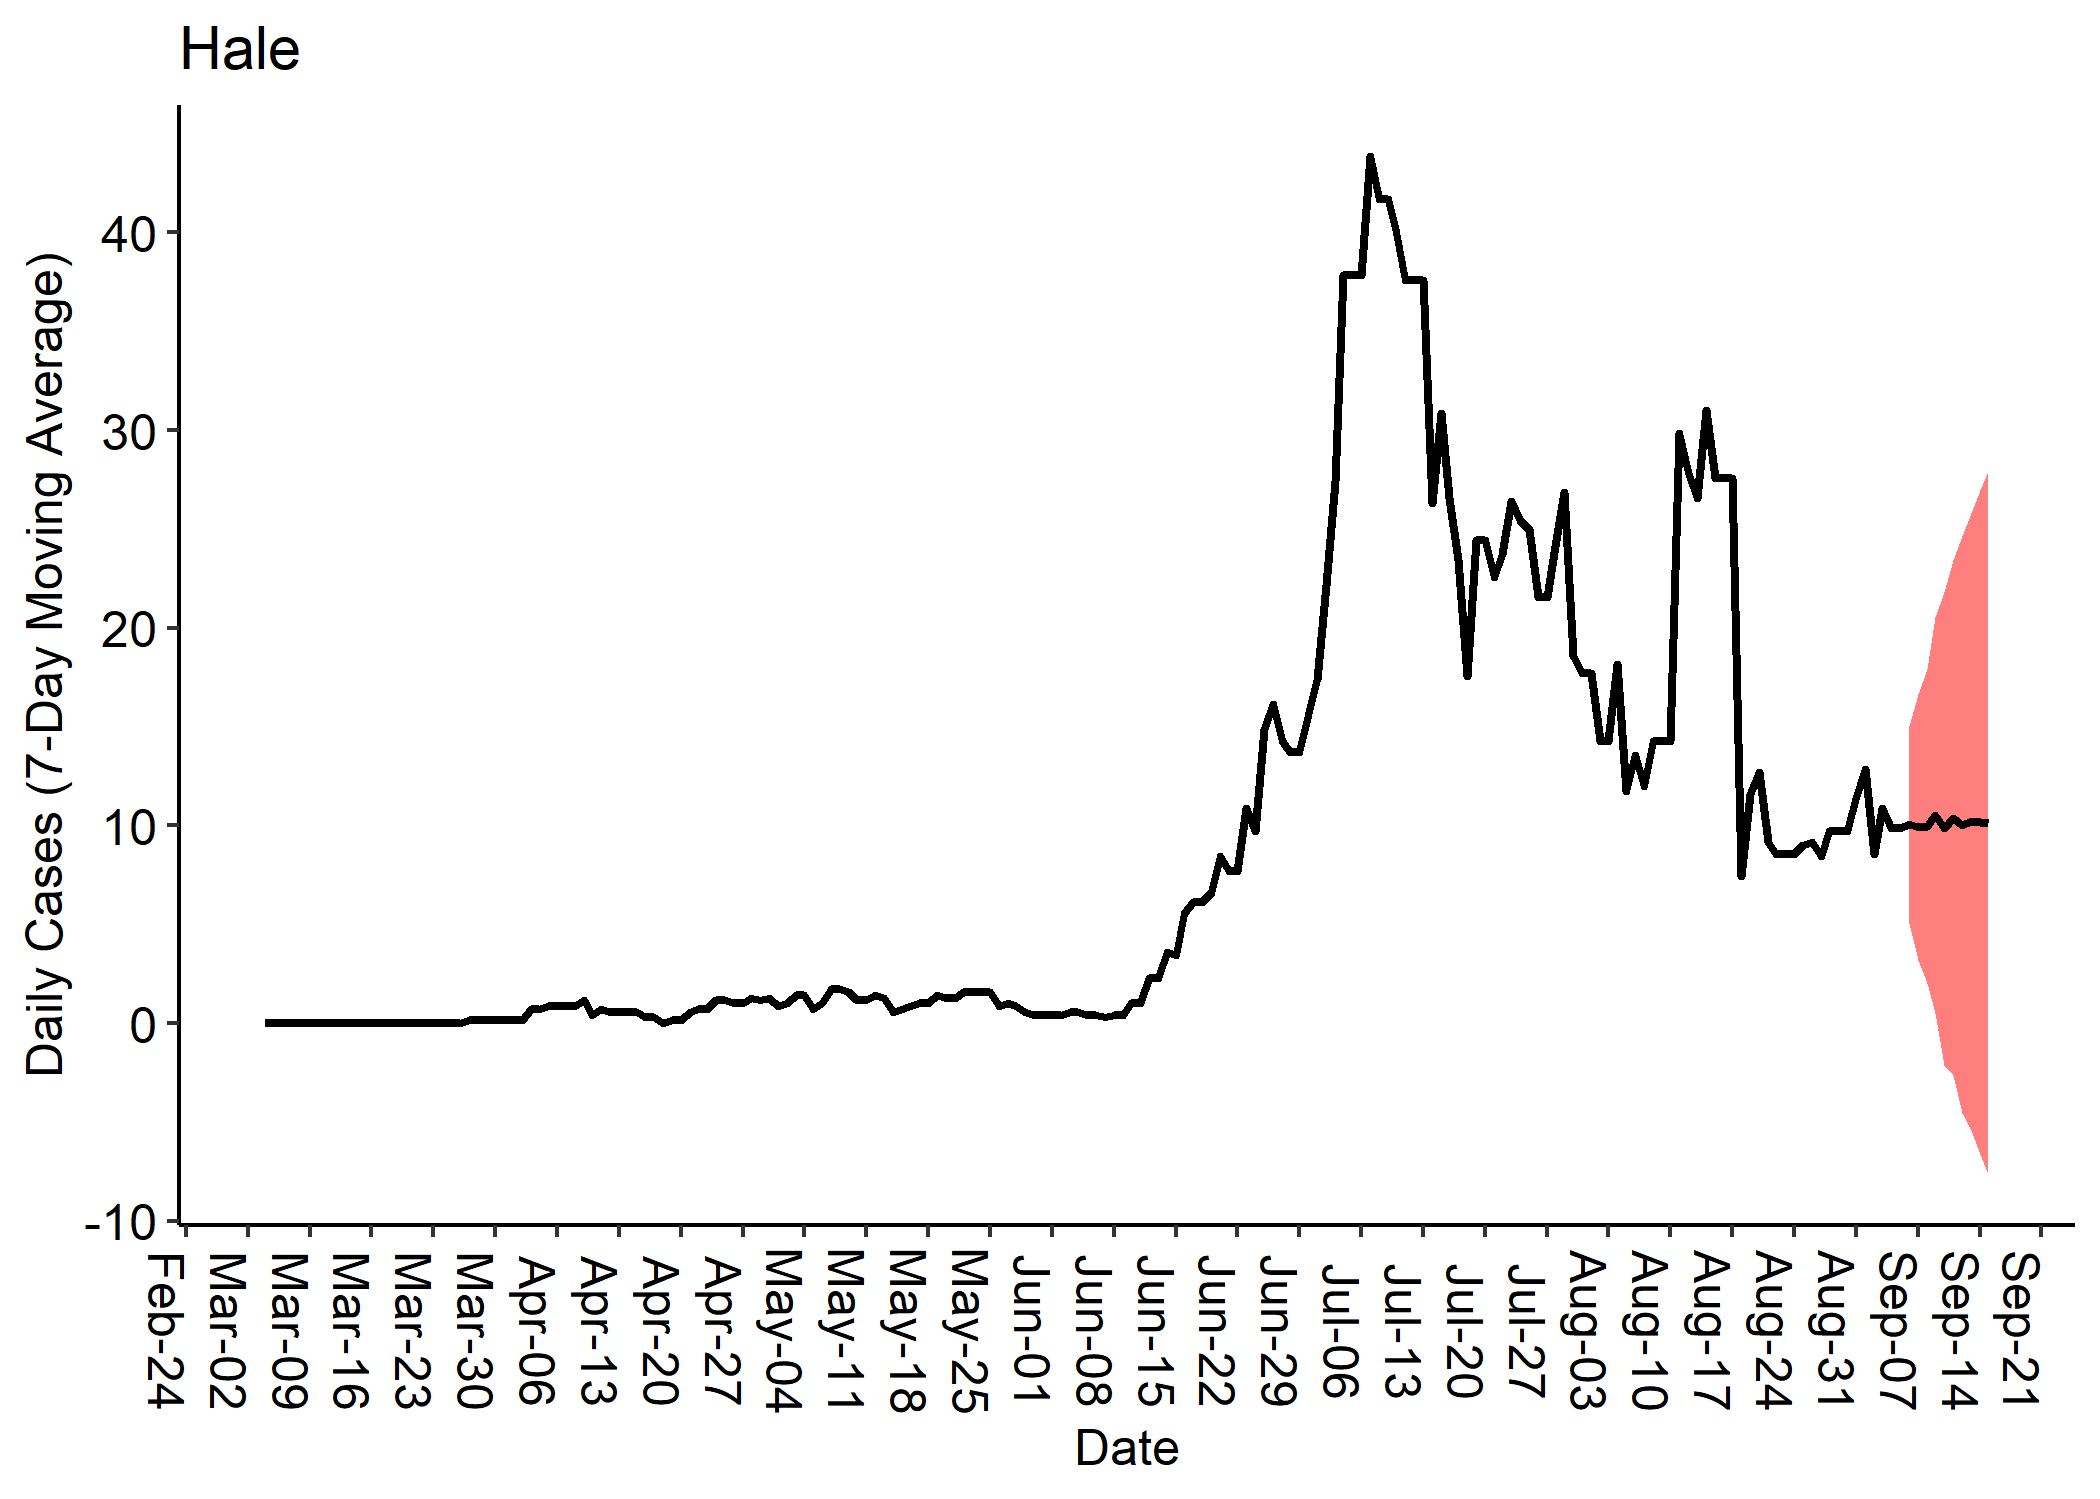 Hale
Daily Cases (7-Day Moving Average)
40
30
20
10
0
-10
Feb-24
Mar-02
Mar-09
Mar-16
Mar-23
Mar-30
Apr-06
Apr-13
Apr-20
Apr-27
May-04
May-11
May-18
May-25
Jun-01
Jun-08
Jun-15
Jun-22
Jun-29
Jul-06
Jul-13
Jul-20
Jul-27
Aug-03
Aug-10
Aug-17
Aug-24
Aug-31
Sep-07
Sep-14
Sep-21
Date